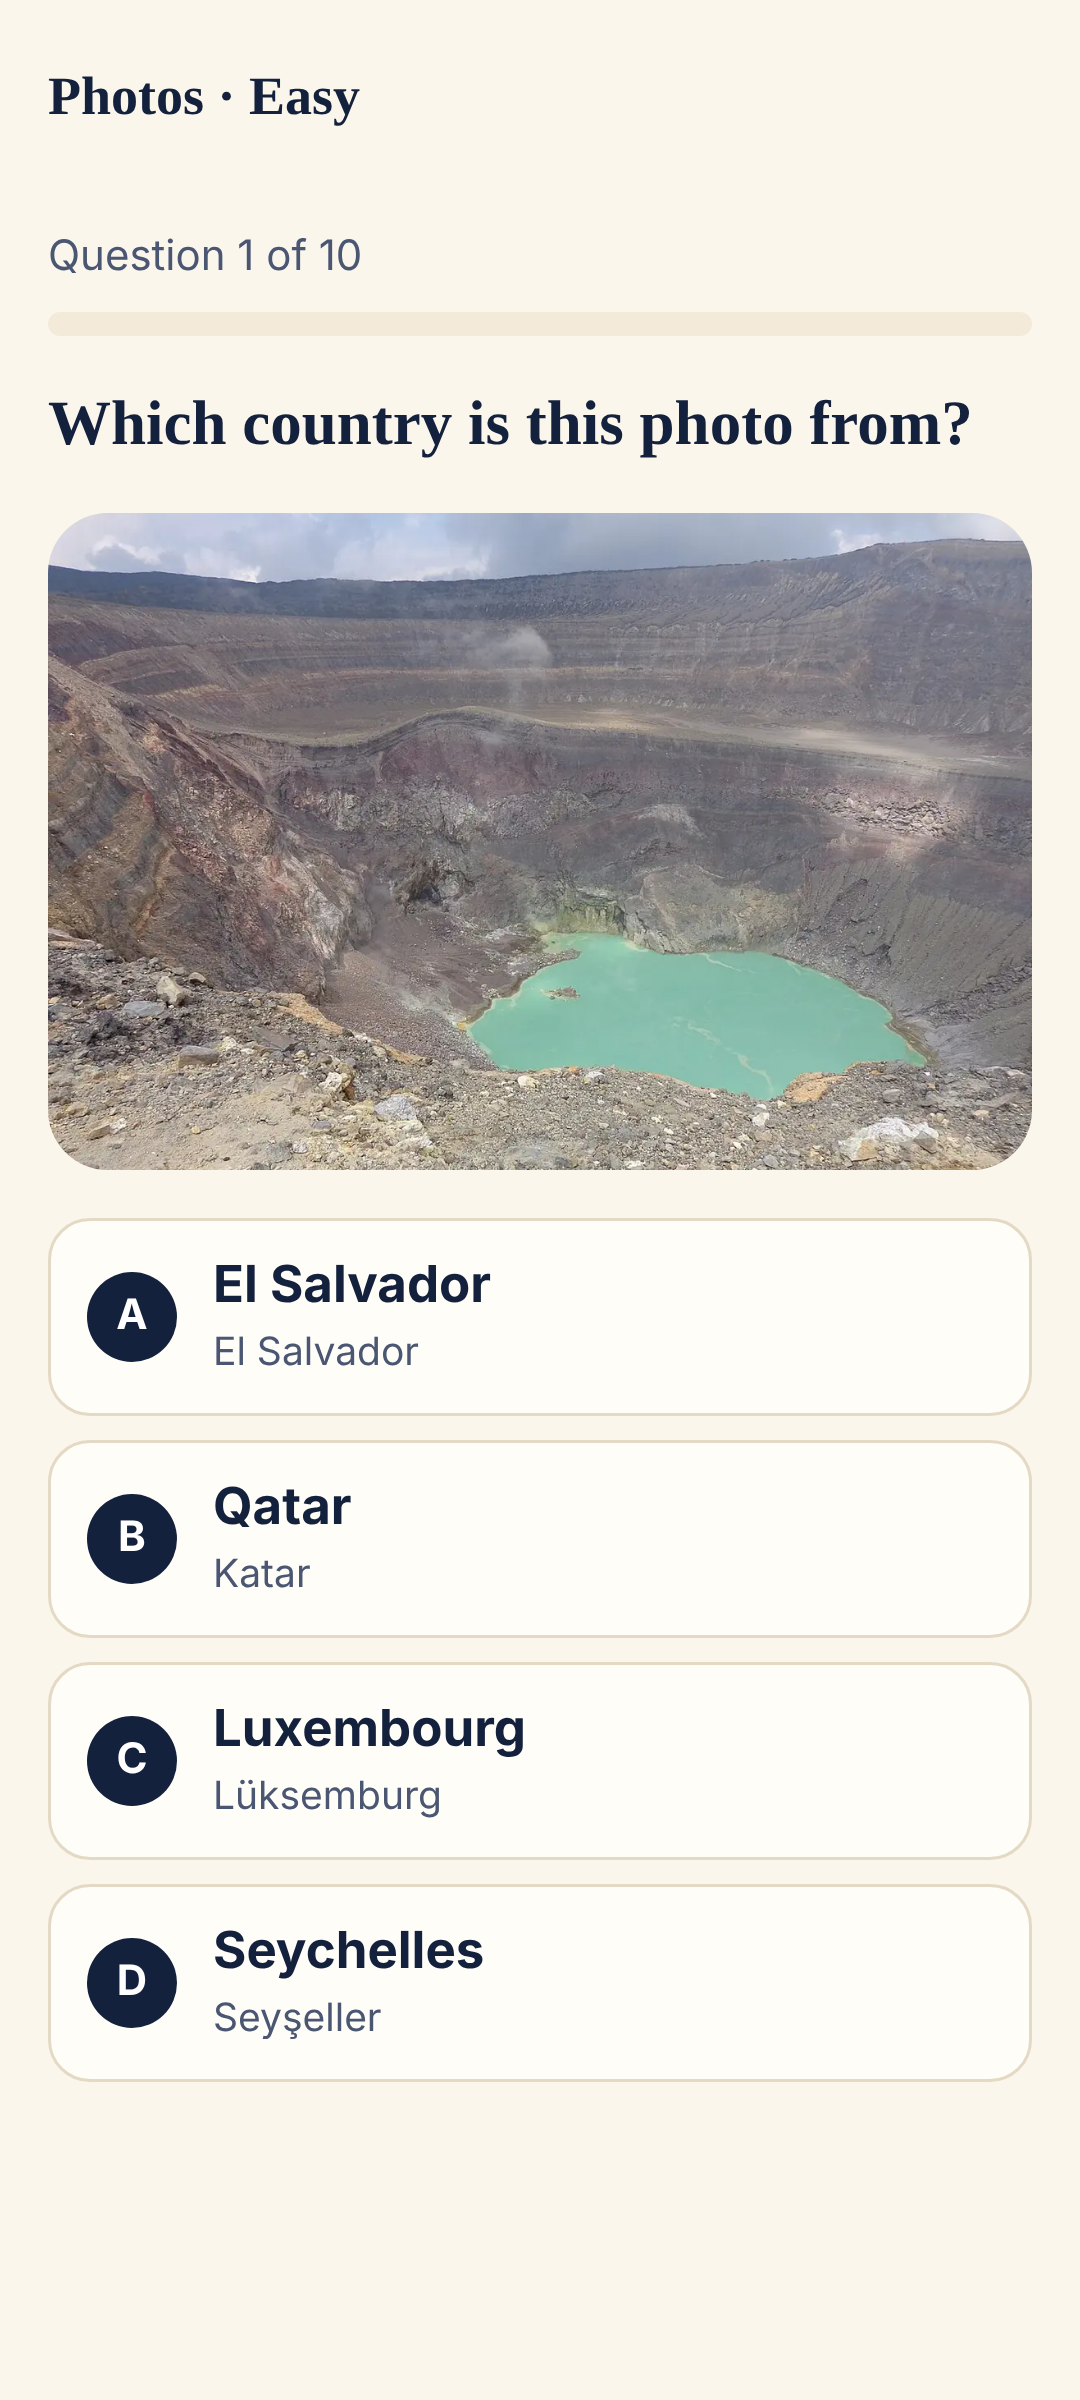 Photos · Easy
Question 1 of 10
Which country is this photo from?
A
El Salvador
El Salvador
B
Qatar
Katar
C
Luxembourg
Lüksemburg
D
Seychelles
Seyşeller